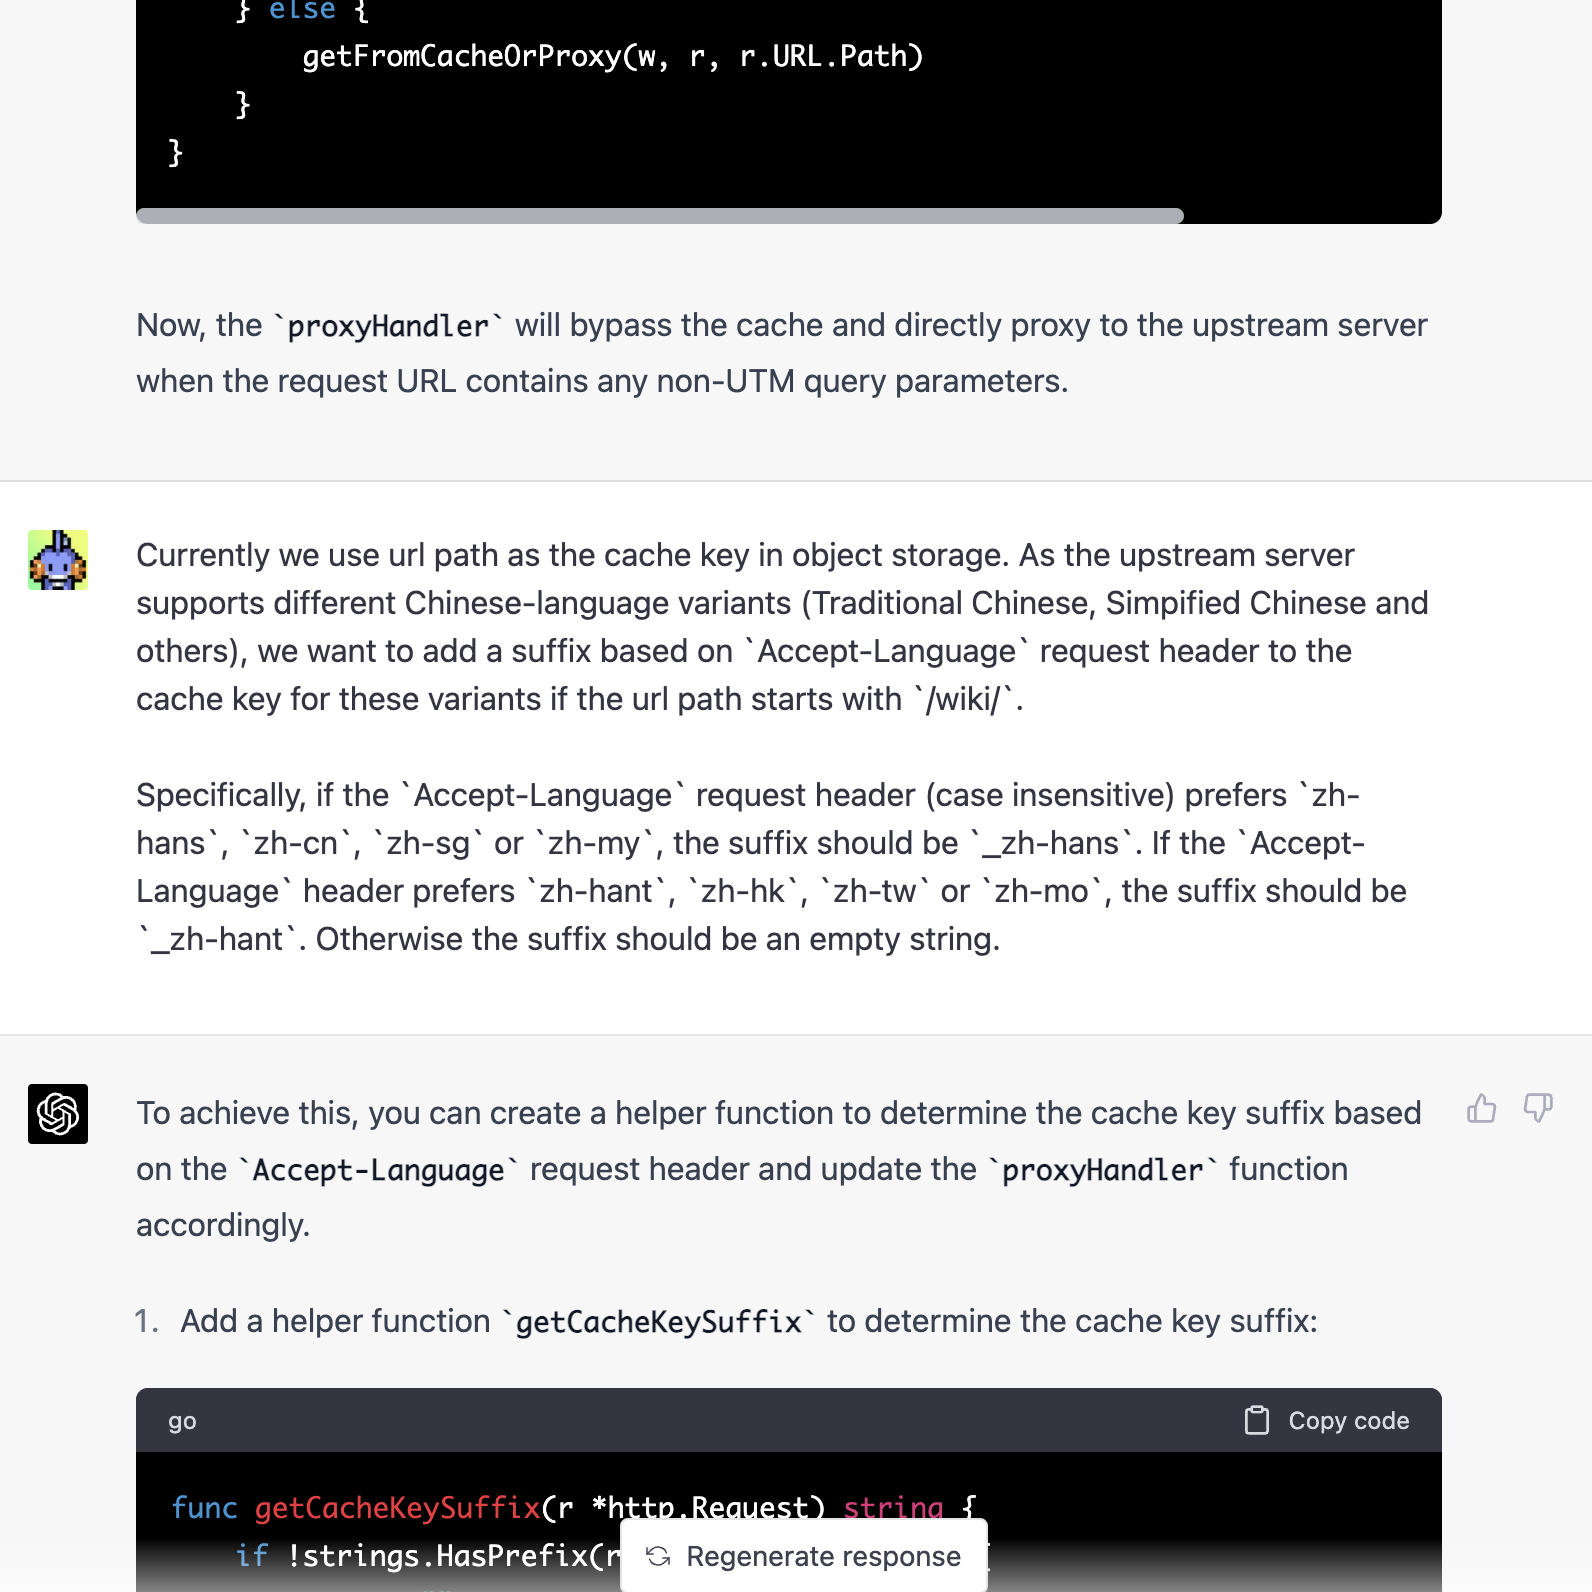 } else {
getFromCacheOrProxy(w, r, r.URL.Path)
}
}
Now, the `proxyHandler` will bypass the cache and directly proxy to the upstream server
when the request URL contains any non-UTM query parameters.
Currently we use url path as the cache key in object storage. As the upstream server
supports different Chinese-language variants (Traditional Chinese, Simpified Chinese and
others), we want to add a suffix based on `Accept-Language` request header to the
cache key for these variants if the url path starts with `/wiki/`.
Specifically, if the `Accept-Language` request header (case insensitive) prefers `zh-
hans`, `zh-cn`, `zh-sg` or `zh-my`, the suffix should be `_zh-hans`. If the `Accept-
Language` header prefers `zh-hant`, `zh-hk`, `zh-tw` or `zh-mo`, the suffix should be
`_zh-hant`. Otherwise the suffix should be an empty string.
To achieve this, you can create a helper function to determine the cache key suffix based
on the `Accept-Language` request header and update the `proxyHandler` function
accordingly.
1. Add a helper function `getCacheKeySuffix` to determine the cache key suffix:
go
Copy code
func getCacheKeySuffix(r *http.Request) string {
if !strings.HasPrefix(r
Regenerate response